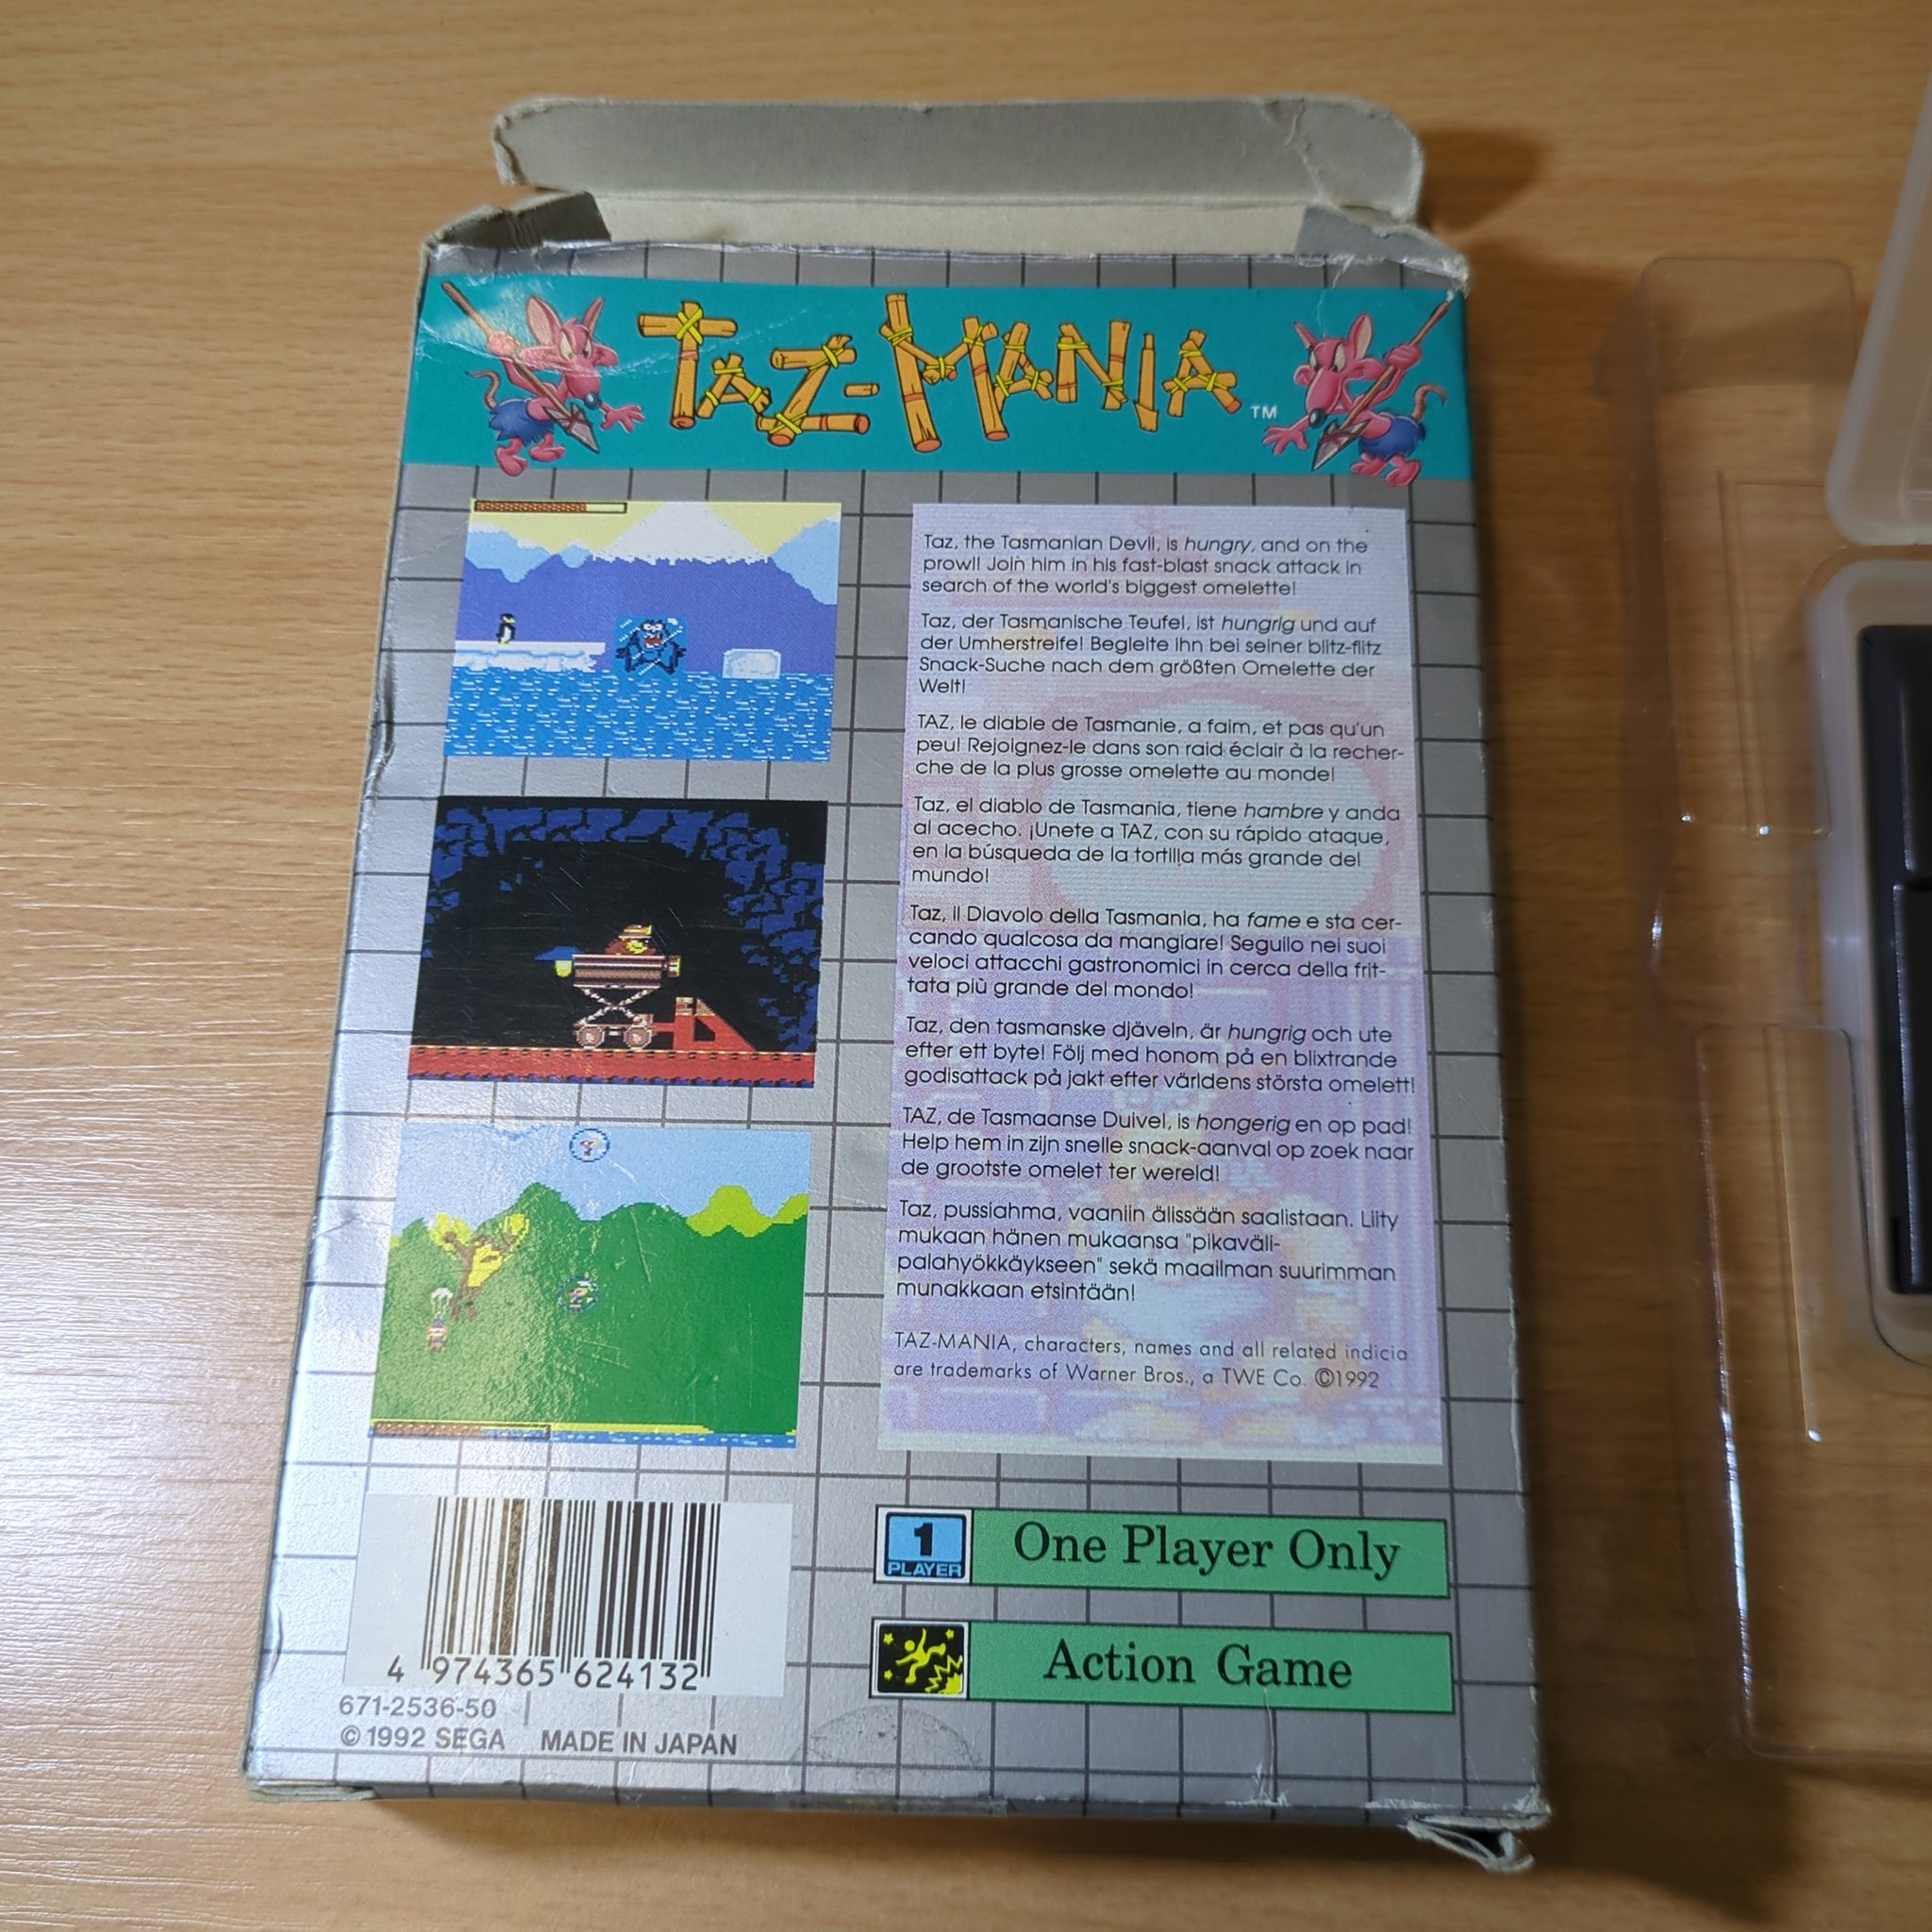 TAZ-MANIA™
Taz, the Tasmanian Devil, is hungry, and on the
prowl! Join him in his fast-blast snack attack in
search of the world's biggest omelette!
Taz, der Tasmanische Teufel, ist hungrig und auf
der Umherstreife! Begleite ihn bei seiner blitz-flitz
Snack-Suche nach dem größten Omelette der
Welt!
TAZ, le diable de Tasmanie, a faim, et pas qu'un
peu! Rejoignez-le dans son raid éclair à la recher-
che de la plus grosse omelette au monde!
Taz, el diablo de Tasmania, tiene hambre y anda
al acecho. ¡Unete a TAZ, con su rápido ataque,
en la búsqueda de la tortilla más grande del
mundo!
Taz, il Diavolo della Tasmania, ha fame e sta cer-
cando qualcosa da mangiare! Seguilo nei suoi
veloci attacchi gastronomici in cerca della frit-
tata più grande del mondo!
Taz, den tasmanske djäveln, är hungrig och ute
efter ett byte! Följ med honom på en blixtrande
godisattack på jakt efter världens största omelett!
TAZ, de Tasmaanse Duivel, is hongerig en op pad!
Help hem in zijn snelle snack-aanval op zoek naar
de grootste omelet ter wereld!
Taz, pussiahma, vaaniin älissään saalistaan. Liity
mukaan hänen mukaansa "pikaväli-
palahyökkäykseen" sekä maailman suurimman
munakkaan etsintään!
TAZ-MANIA, characters, names and all related indicia
are trademarks of Warner Bros., a TWE Co. ©1992
1
PLAYER
One Player Only
Action Game
4 974365 624132
671-2536-50
© 1992 SEGA MADE IN JAPAN